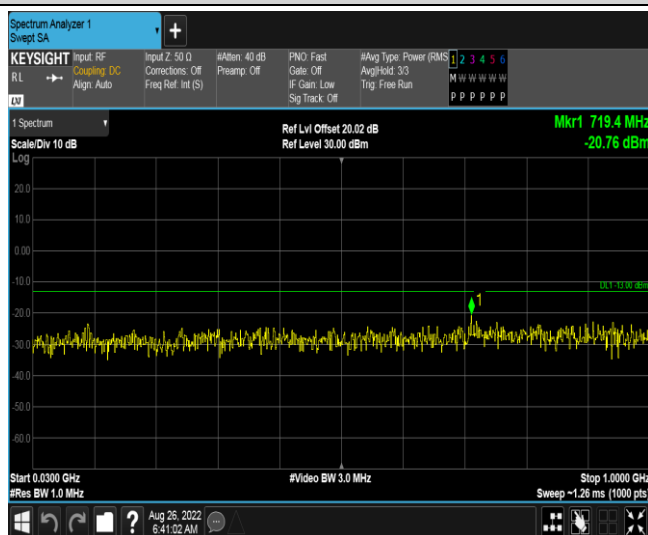 Spectrum Analyzer 1
Swept SA
+
KEYSIGHT Input: RF Input Z: 50 Ω #Atten: 40 dB PNO: Fast #Avg Type: Power (RMS 1 2 3 4 5 6
RL Coupling: DC Corrections: Off Preamp: Off Gate: Off Avg|Hold: 3/3 M W W W W W
Align: Auto Freq Ref: Int (S) IF Gain: Low Trig: Free Run
LXI Sig Track: Off P P P P P P
1 Spectrum Ref Lvl Offset 20.02 dB Mkr1 719.4 MHz
Scale/Div 10 dB Ref Level 30.00 dBm -20.76 dBm
Log
20.0
10.0
0.00
-10.0
DL1 -13.00 dBm
1
-20.0
-30.0
-40.0
-50.0
-60.0
Start 0.0300 GHz #Video BW 3.0 MHz Stop 1.0000 GHz
#Res BW 1.0 MHz Sweep ~1.26 ms (1000 pts)
? Aug 26, 2022
6:41:02 AM